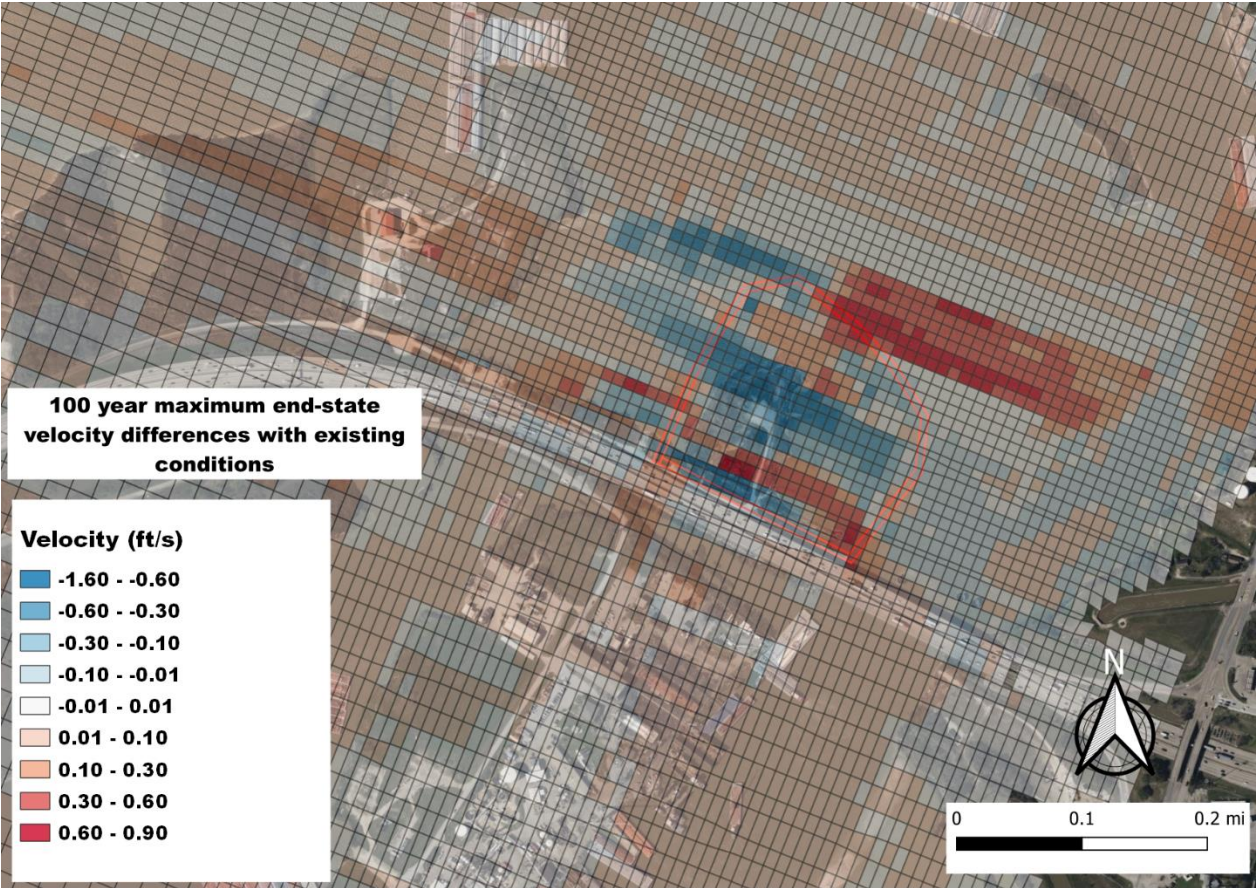 100 year maximum end-state
velocity differences with existing
conditions
Velocity (ft/s)
-1.60 - -0.60
-0.60 - -0.30
-0.30 - -0.10
-0.10 - -0.01
-0.01 - 0.01
0.01 - 0.10
0.10 - 0.30
0.30 - 0.60
0.60 - 0.90
N
0 0.1 0.2 mi